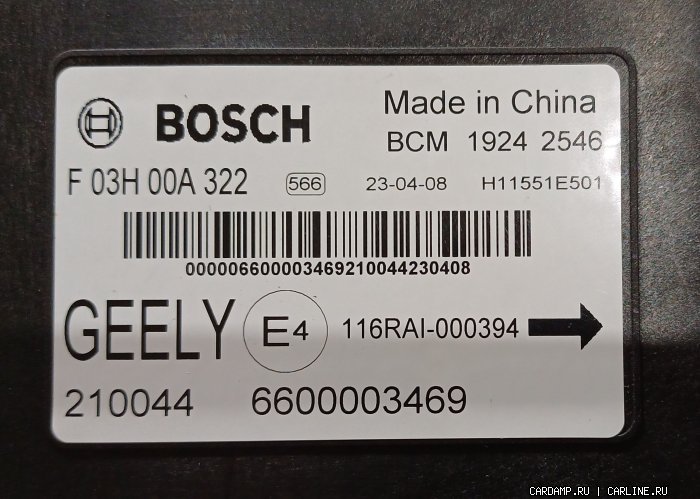 BOSCH
Made in China
BCM 1924 2546
F 03H 00A 322 566 23-04-08 H11551E501
000006600003469210044230408
GEELY E4 116RAI-000394
210044 6600003469
CARDAMP.RU | CARLINE.RU